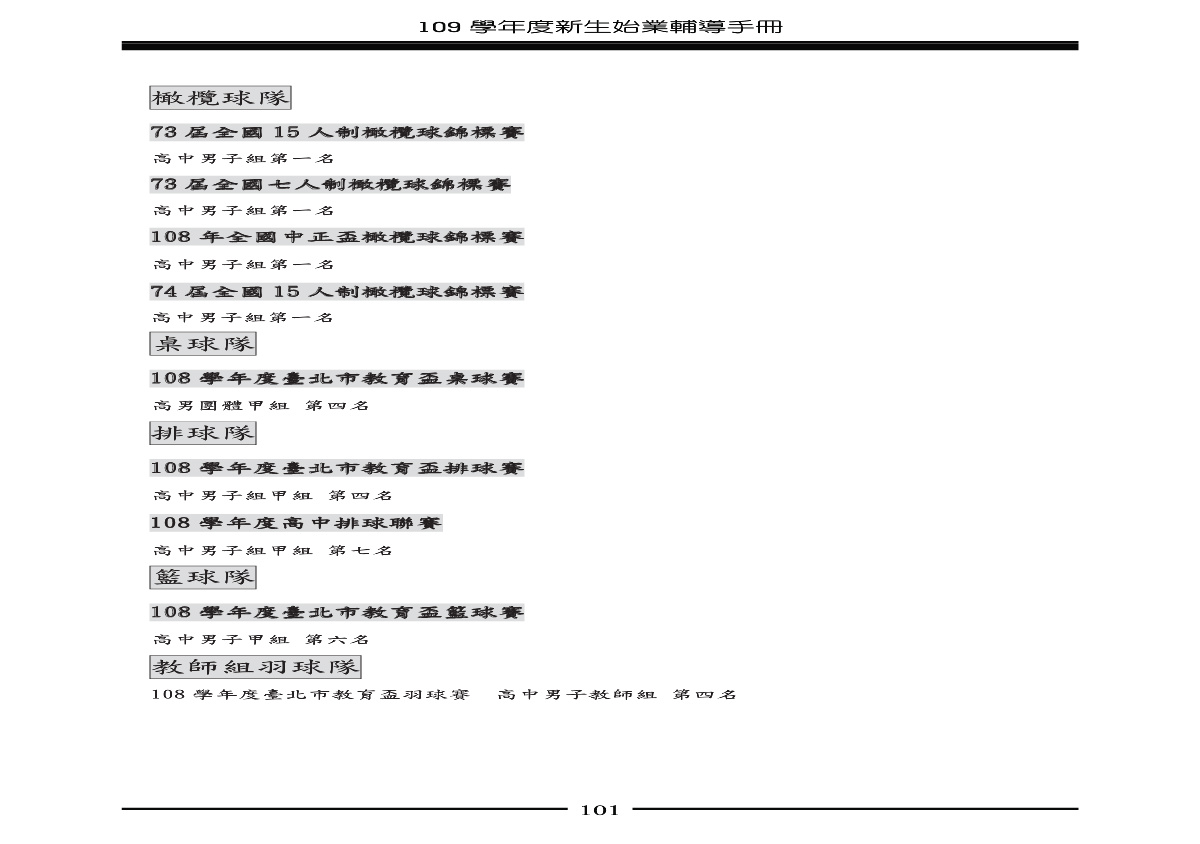 109 學年度新生始業輔導手冊
橄欖球隊
73 屆全國 15 人制橄欖球錦標賽
高中男子組第一名
73 屆全國七人制橄欖球錦標賽
高中男子組第一名
108 年全國中正盃橄欖球錦標賽
高中男子組第一名
74 屆全國 15 人制橄欖球錦標賽
高中男子組第一名
桌球隊
108 學年度臺北市教育盃桌球賽
高男團體甲組 第四名
排球隊
108 學年度臺北市教育盃排球賽
高中男子組甲組 第四名
108 學年度高中排球聯賽
高中男子組甲組 第七名
籃球隊
108 學年度臺北市教育盃籃球賽
高中男子甲組 第六名
教師組羽球隊
108 學年度臺北市教育盃羽球賽 高中男子教師組 第四名
101